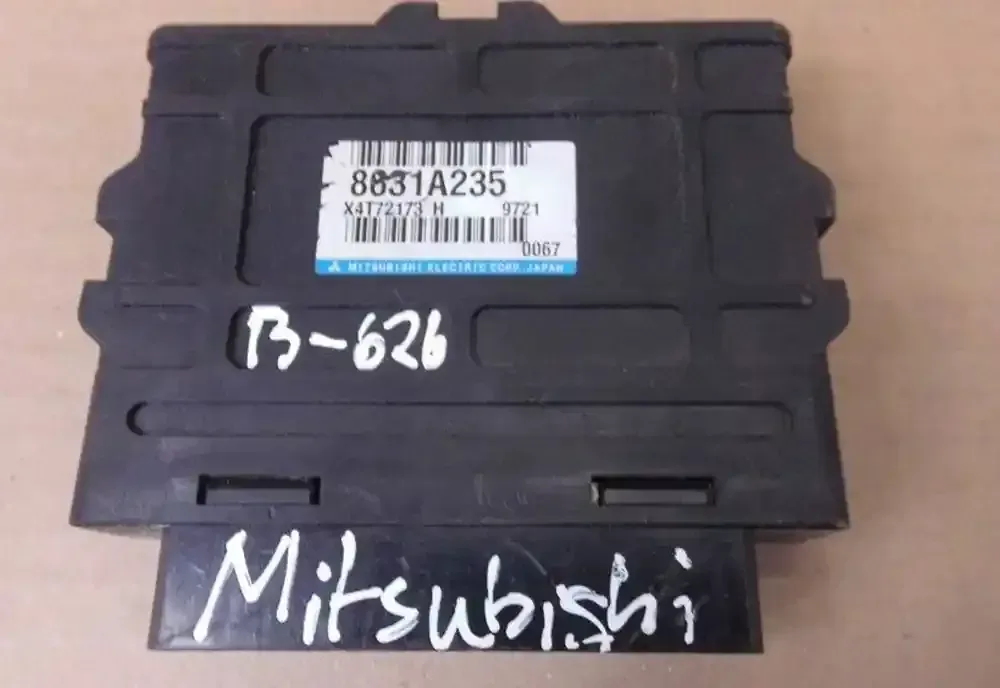 8631A235
X4T72173 H 9721
0067
MITSUBISHI ELECTRIC CORP. JAPAN
B-626
Mitsubishi